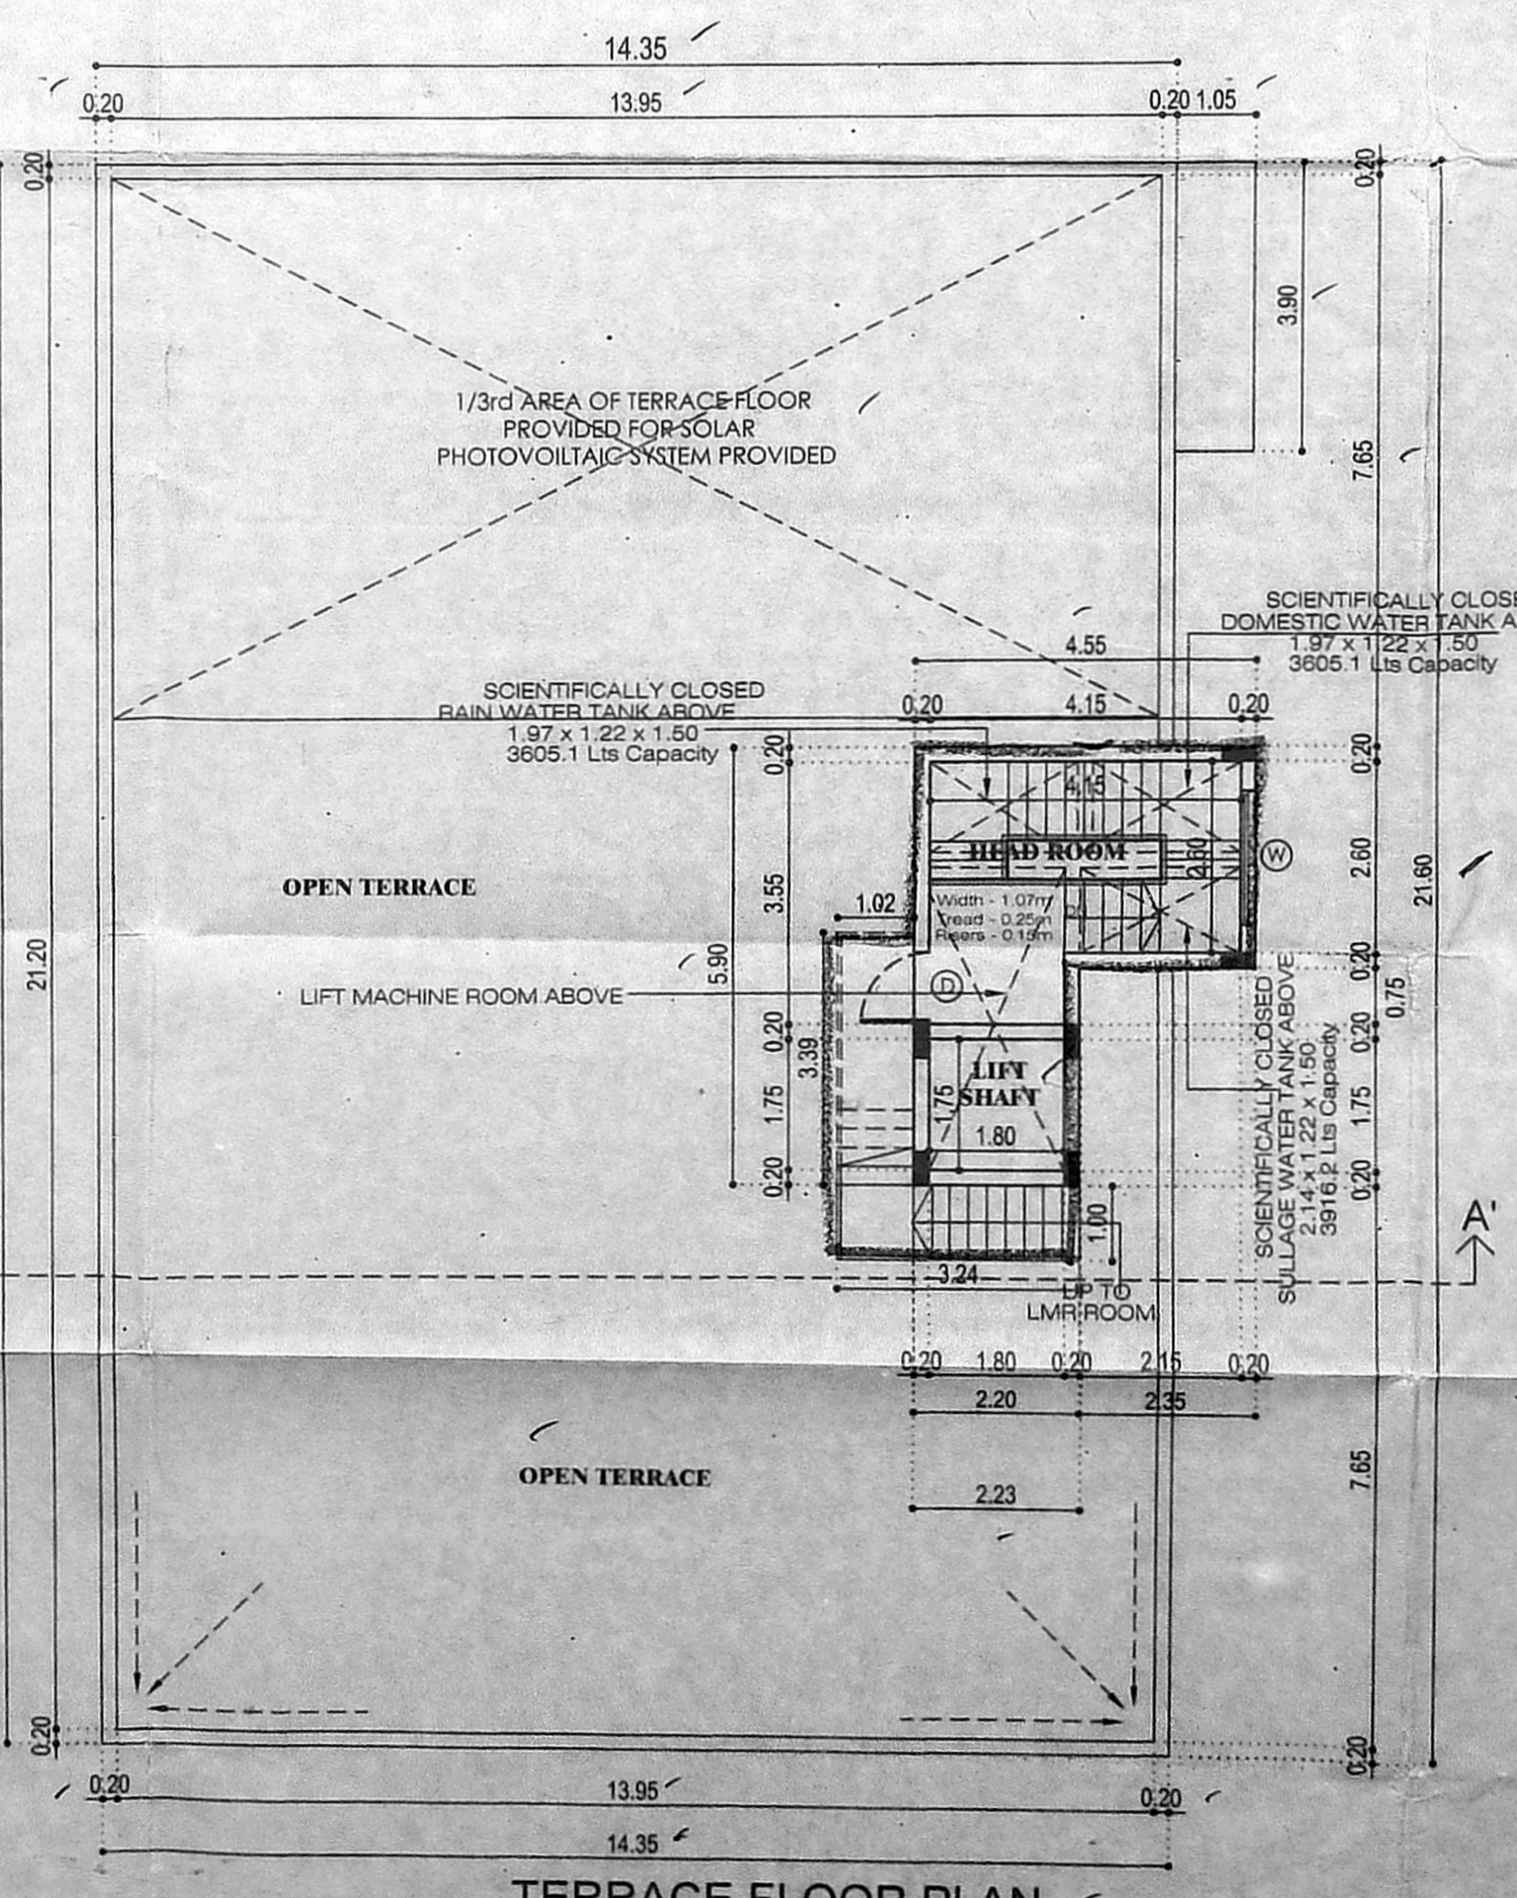 14.35
0.20 13.95 0.20 1.05
0.20
0.20
3.90
1/3rd AREA OF TERRACE FLOOR
PROVIDED FOR SOLAR
PHOTOVOILTAIC SYSTEM PROVIDED
7.65
SCIENTIFICALLY CLOSE
DOMESTIC WATER TANK A
1.97 x 1.22 x 1.50
3605.1 Lts Capacity
4.55
SCIENTIFICALLY CLOSED
RAIN WATER TANK ABOVE
1.97 x 1.22 x 1.50
3605.1 Lts Capacity
0.20 4.15 0.20
0.20
0.20
4.15
HEAD ROOM
2.60
W
2.60
21.60
OPEN TERRACE
3.55
1.02
Width - 1.07m
Tread - 0.25m
Risers - 0.15m
21.20
5.90
LIFT MACHINE ROOM ABOVE
D
0.20
0.75
0.20
0.20
3.39
LIFT
SHAFT
1.75
1.75
1.80
1.75
0.20
0.20
SCIENTIFICALLY CLOSED
SULLAGE WATER TANK ABOVE
2.14 x 1.22 x 1.50
3916.2 Lts Capacity
1.00
A'
3.24
UP TO
LMR ROOM
0.20 1.80 0.20 2.15 0.20
2.20 2.35
OPEN TERRACE
7.65
2.23
0.20
0.20
0.20 13.95 0.20
14.35
TERRACE FLOOR PLAN